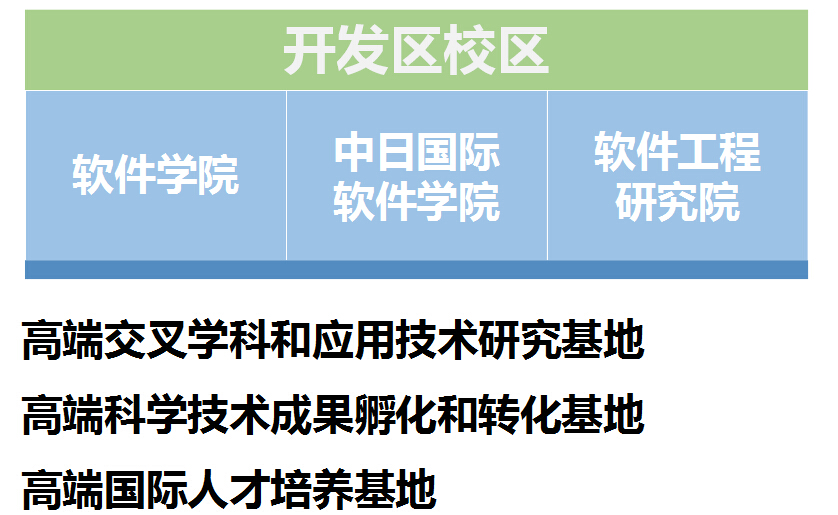 开发区校区
软件学院
中日国际
软件学院
软件工程
研究院
高端交叉学科和应用技术研究基地
高端科学技术成果孵化和转化基地
高端国际人才培养基地